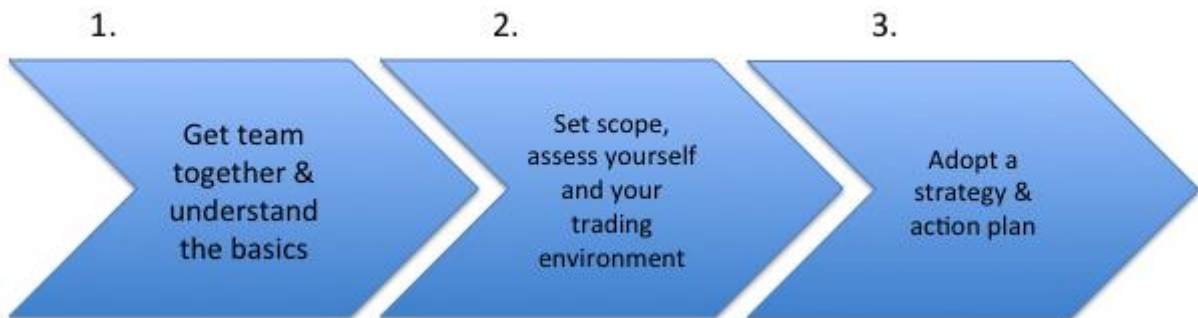 1.
2.
3.
Get team
together &
understand
the basics
Set scope,
assess yourself
and your
trading
environment
Adopt a
strategy &
action plan